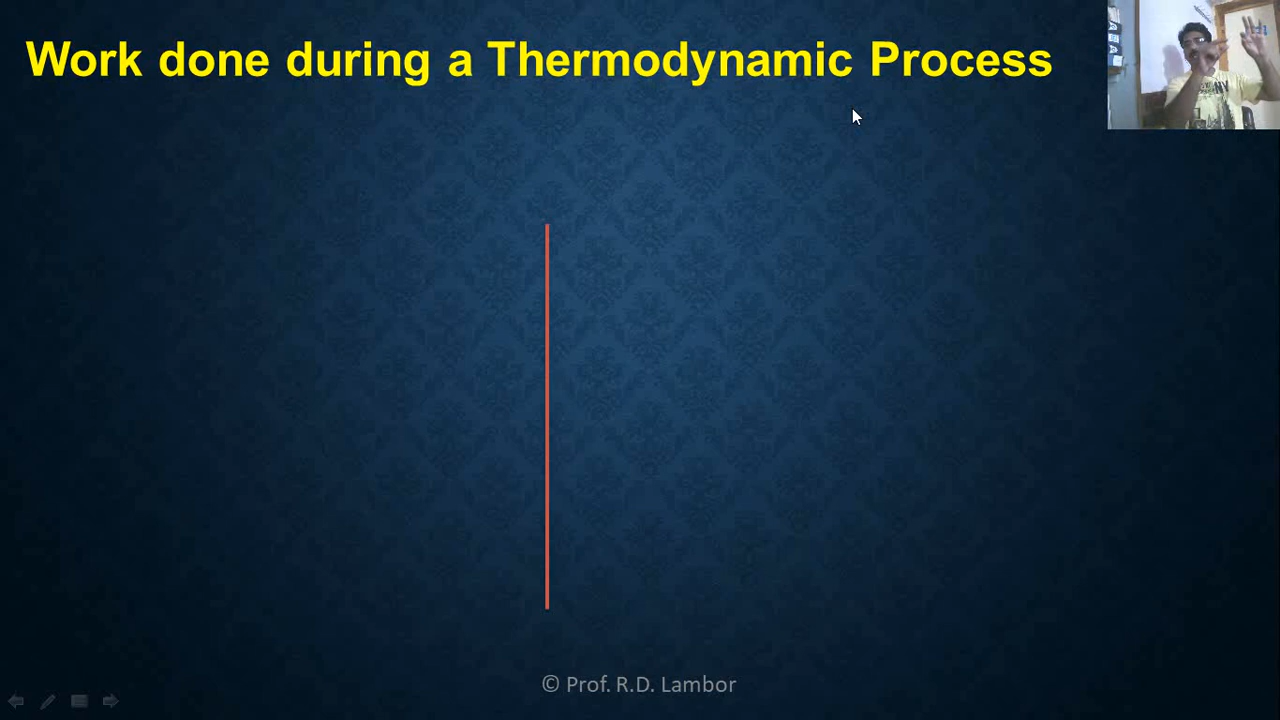 Work done during a Thermodynamic Process
© Prof. R.D. Lambor